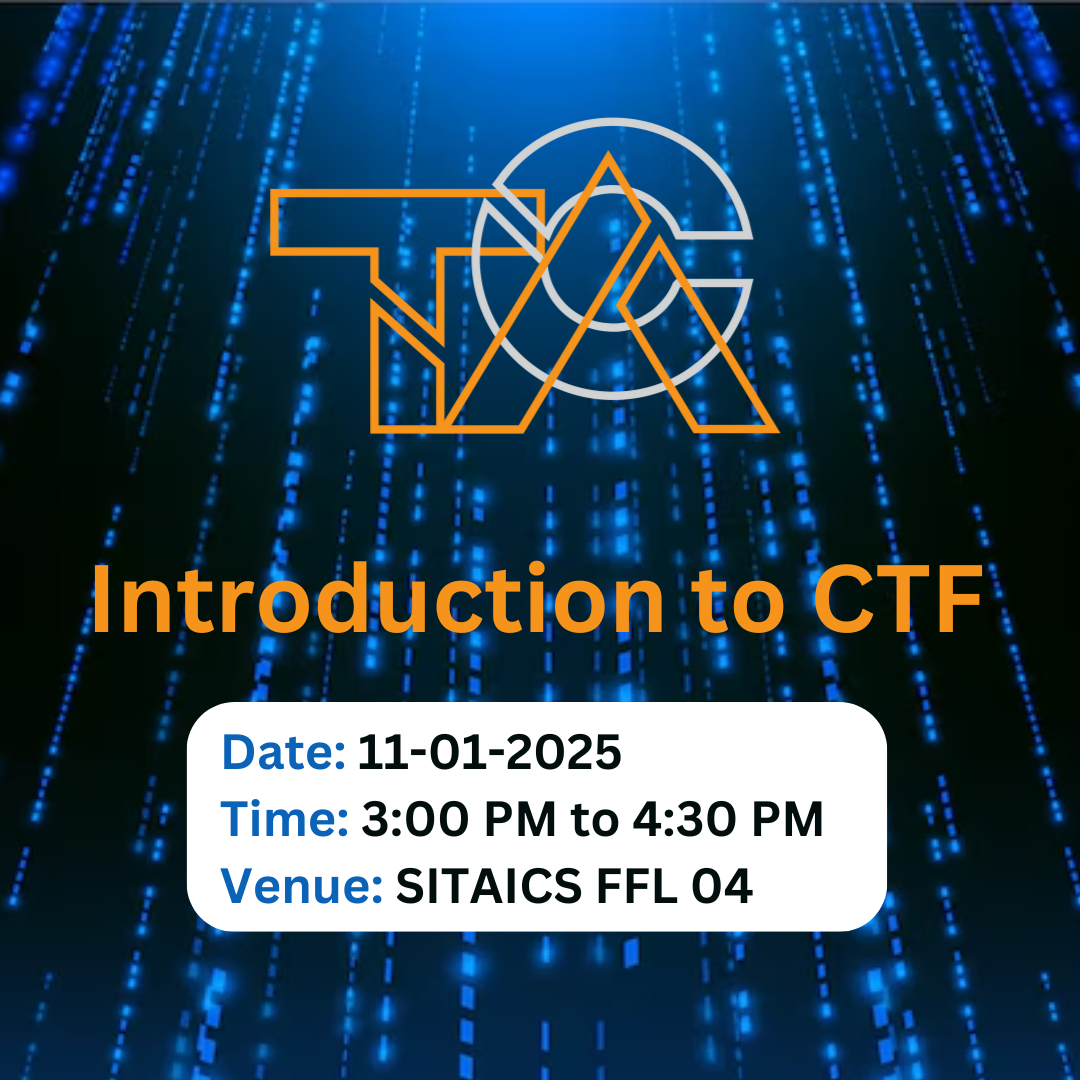 TAC
Introduction to CTF
Date: 11-01-2025
Time: 3:00 PM to 4:30 PM
Venue: SITAICS FFL 04